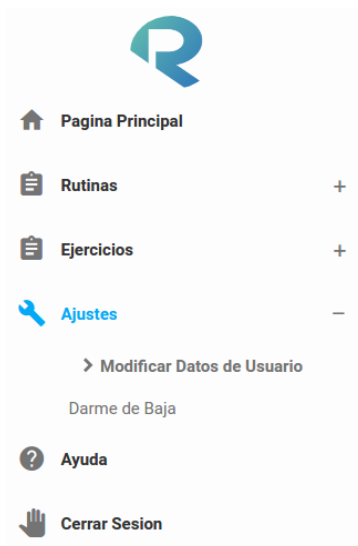 R
Pagina Principal
Rutinas +
Ejercicios +
Ajustes −
Modificar Datos de Usuario
Darme de Baja
Ayuda
Cerrar Sesion